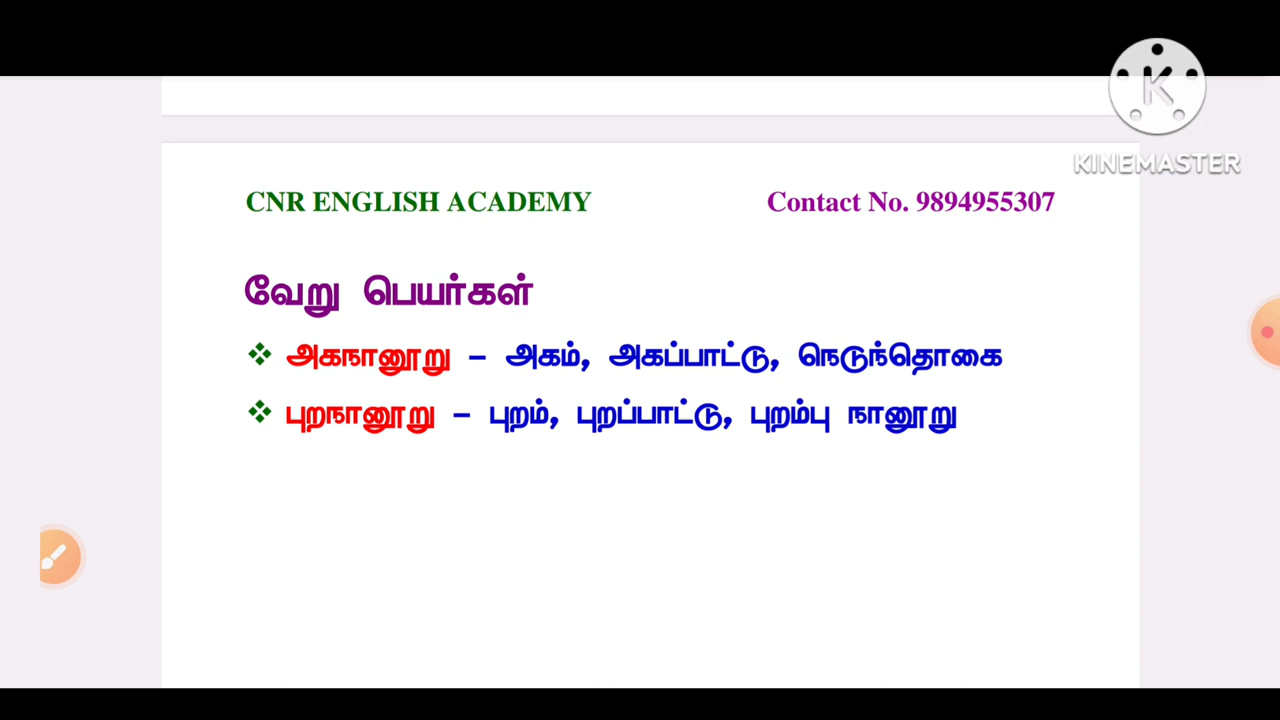 KINEMASTER
CNR ENGLISH ACADEMY Contact No. 9894955307
வேறு பெயர்கள்
❖ அகநானூறு – அகம், அகப்பாட்டு, நெடுந்தொகை
❖ புறநானூறு – புறம், புறப்பாட்டு, புறம்பு நானூறு